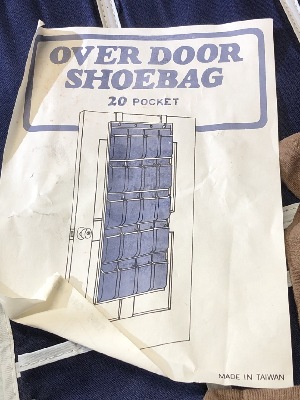 OVER DOOR
SHOEBAG
20 POCKET
MADE IN TAIWAN